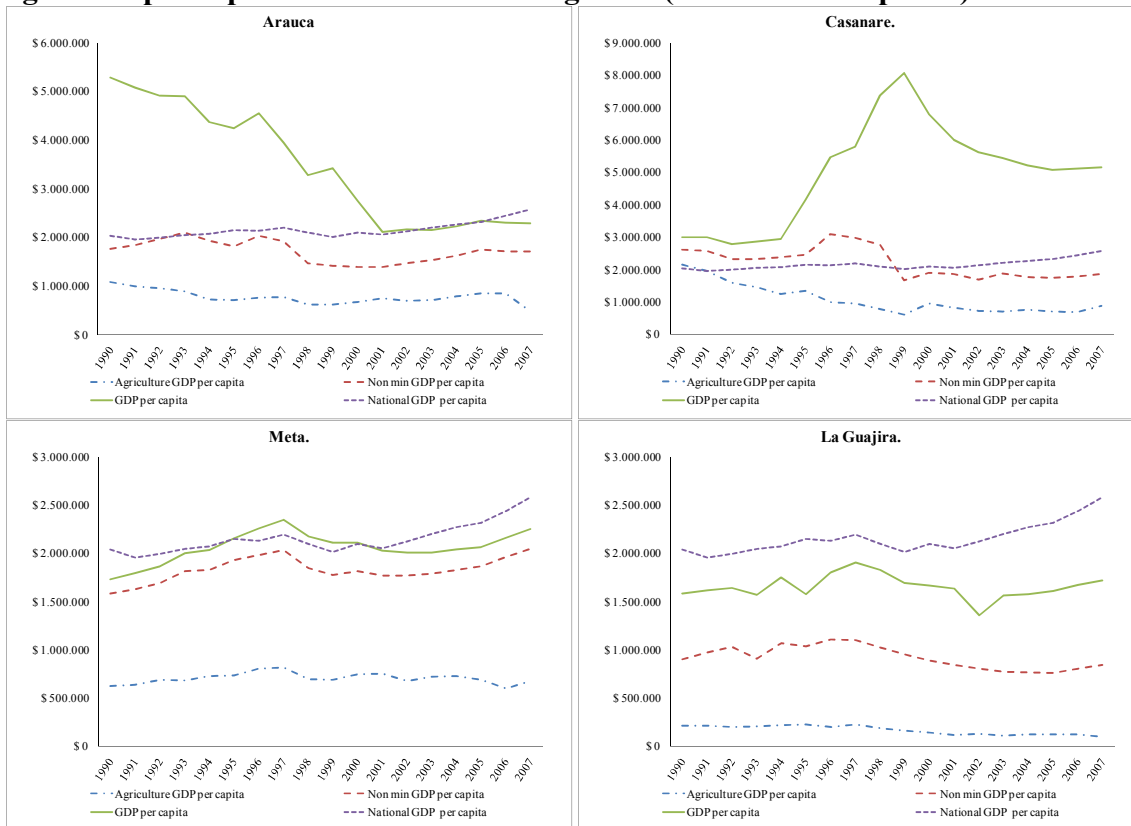 Arauca
$ 6.000.000
$ 5.000.000
$ 4.000.000
$ 3.000.000
$ 2.000.000
$ 1.000.000
$ 0
1990 1991 1992 1993 1994 1995 1996 1997 1998 1999 2000 2001 2002 2003 2004 2005 2006 2007
Agriculture GDP per capita Non min GDP per capita
GDP per capita National GDP per capita
Casanare.
$ 9.000.000
$ 8.000.000
$ 7.000.000
$ 6.000.000
$ 5.000.000
$ 4.000.000
$ 3.000.000
$ 2.000.000
$ 1.000.000
$ 0
1990 1991 1992 1993 1994 1995 1996 1997 1998 1999 2000 2001 2002 2003 2004 2005 2006 2007
Agriculture GDP per capita Non min GDP per capita
GDP per capita National GDP per capita
Meta.
$ 3.000.000
$ 2.500.000
$ 2.000.000
$ 1.500.000
$ 1.000.000
$ 500.000
$ 0
1990 1991 1992 1993 1994 1995 1996 1997 1998 1999 2000 2001 2002 2003 2004 2005 2006 2007
Agriculture GDP per capita Non min GDP per capita
GDP per capita National GDP per capita
La Guajira.
$ 3.000.000
$ 2.500.000
$ 2.000.000
$ 1.500.000
$ 1.000.000
$ 500.000
$ 0
1990 1991 1992 1993 1994 1995 1996 1997 1998 1999 2000 2001 2002 2003 2004 2005 2006 2007
Agriculture GDP per capita Non min GDP per capita
GDP per capita National GDP per capita